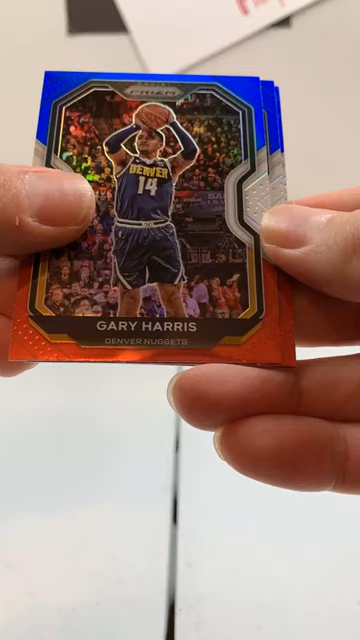 PRIZM
DENVER
14
GARY HARRIS
DENVER NUGGETS